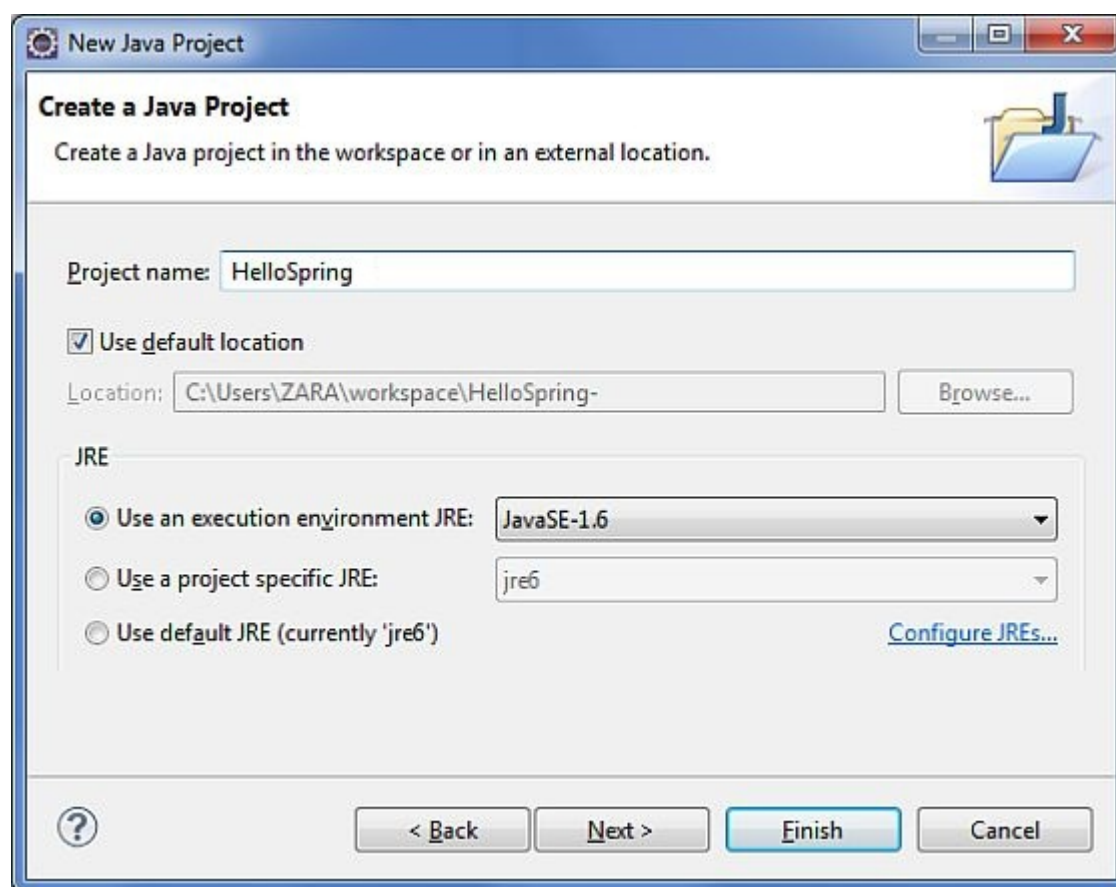 New Java Project
Create a Java Project
Create a Java project in the workspace or in an external location.
Project name: HelloSpring
Use default location
Location: C:\Users\ZARA\workspace\HelloSpring- Browse...
JRE
Use an execution environment JRE: JavaSE-1.6
Use a project specific JRE: jre6
Use default JRE (currently 'jre6') Configure JREs...
? < Back Next > Finish Cancel